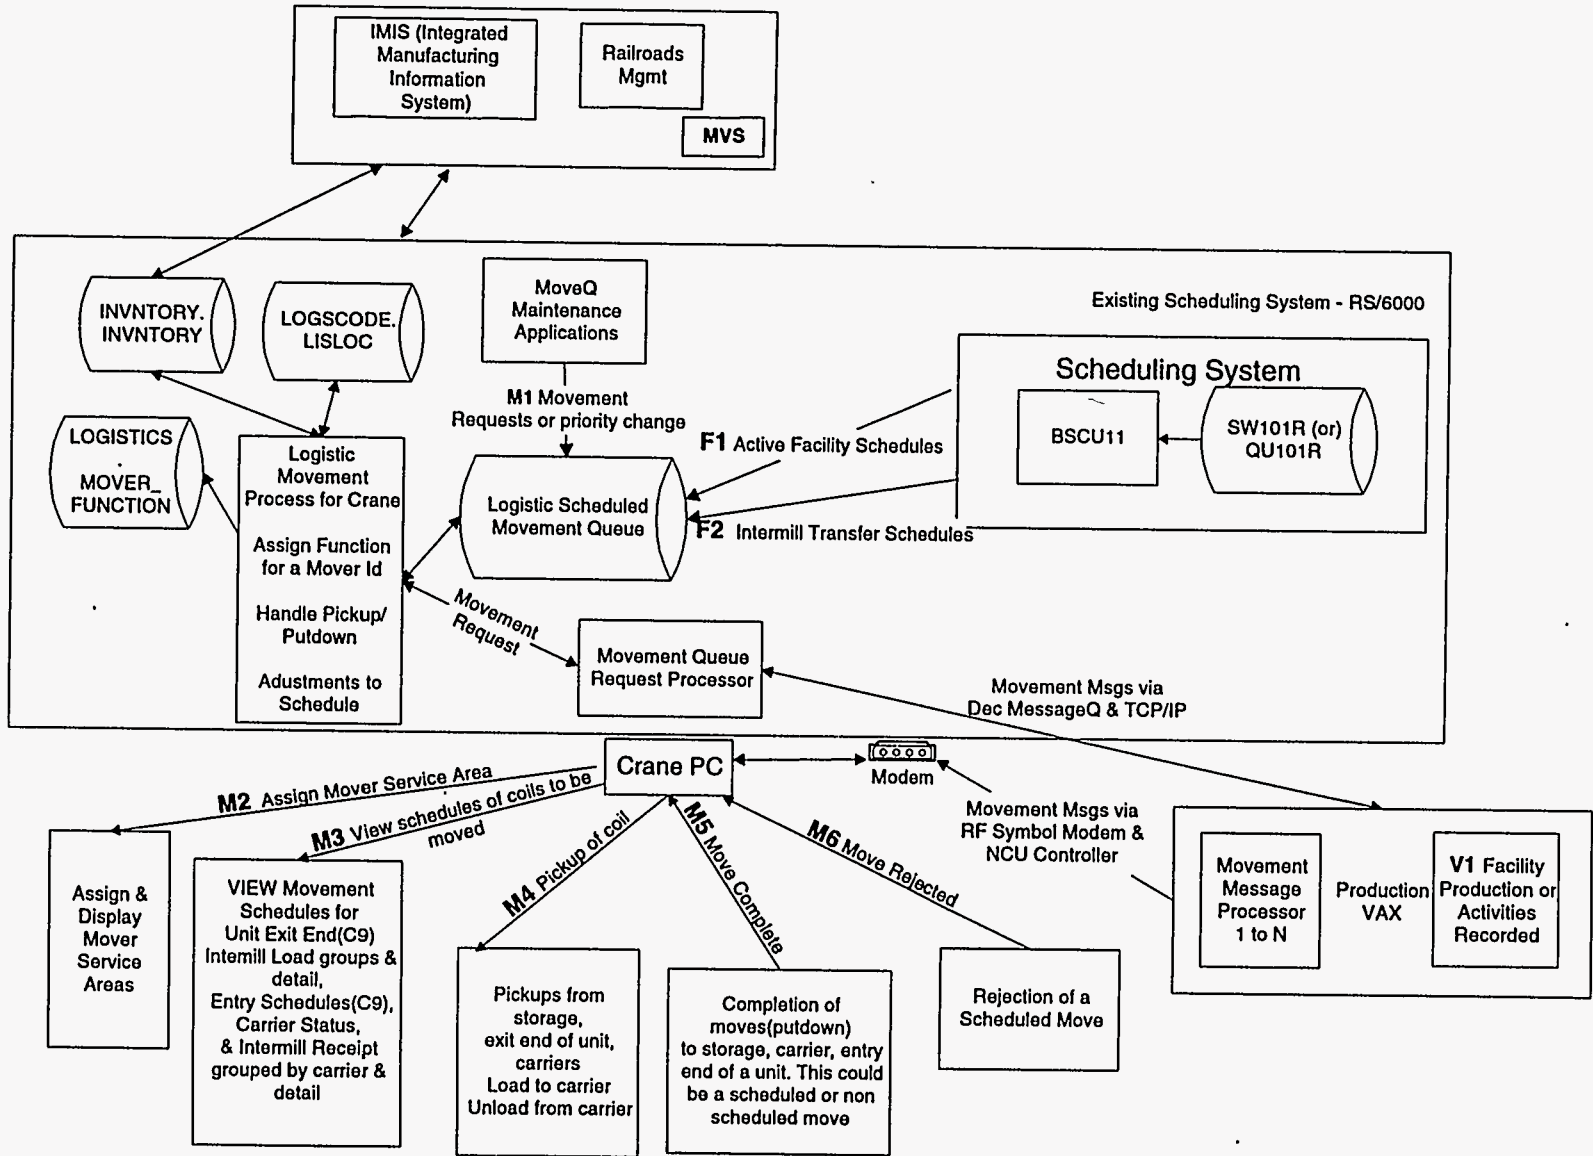 IMIS (Integrated
Manufacturing
Information
System)
Railroads
Mgmt
MVS
INVNTORY.
INVNTORY
LOGSCODE.
LISLOC
MoveQ
Maintenance
Applications
Existing Scheduling System - RS/6000
Scheduling System
BSCU11
SW101R (or)
QU101R
M1 Movement
Requests or priority change
F1 Active Facility Schedules
F2 Intermill Transfer Schedules
LOGISTICS
.
MOVER_
FUNCTION
Logistic
Movement
Process for Crane
Assign Function
for a Mover Id
Handle Pickup/
Putdown
Adustments to
Schedule
Logistic Scheduled
Movement Queue
Movement
Request
Movement Queue
Request Processor
Movement Msgs via
Dec MessageQ & TCP/IP
Crane PC
Modem
M2 Assign Mover Service Area
M3 View schedules of coils to be
moved
M4 Pickup of coil
M5 Move Complete
M6 Move Rejected
Movement Msgs via
RF Symbol Modem &
NCU Controller
Movement
Message
Processor
1 to N
Production
VAX
V1 Facility
Production or
Activities
Recorded
Assign &
Display
Mover
Service
Areas
VIEW Movement
Schedules for
Unit Exit End(C9)
Intemill Load groups &
detail,
Entry Schedules(C9),
Carrier Status,
& Intermill Receipt
grouped by carrier &
detail
Pickups from
storage,
exit end of unit,
carriers
Load to carrier
Unload from carrier
Completion of
moves(putdown)
to storage, carrier, entry
end of a unit. This could
be a scheduled or non
scheduled move
Rejection of a
Scheduled Move